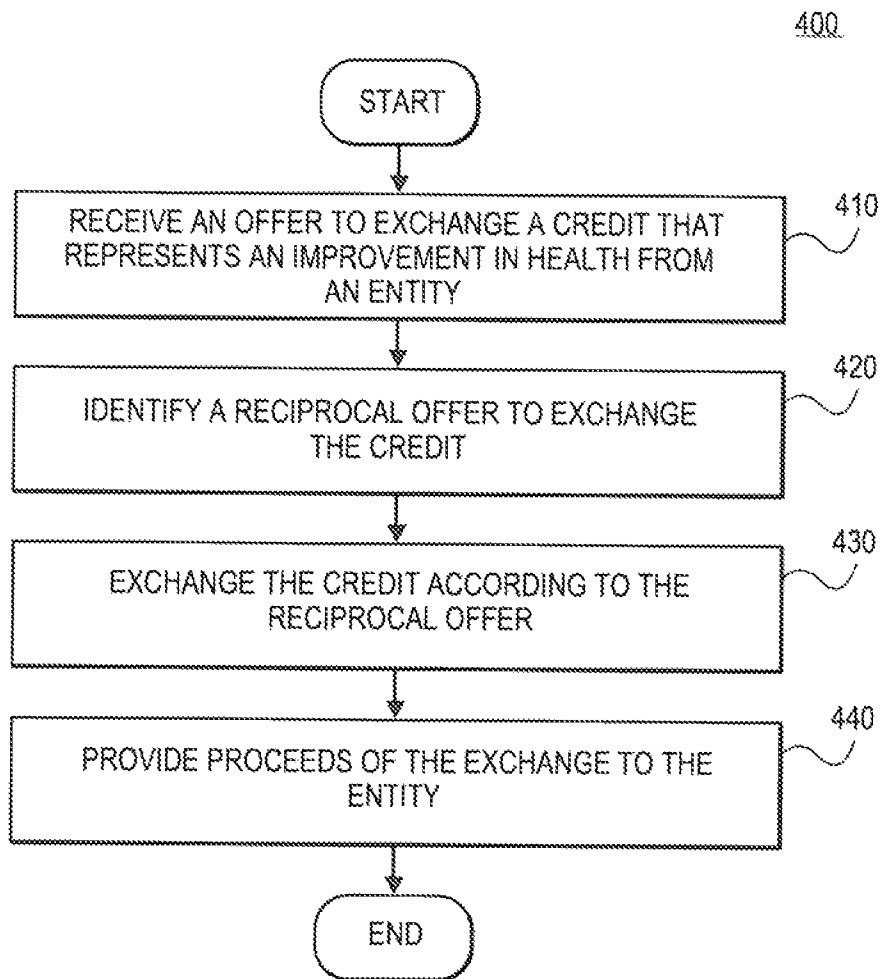 400
START
RECEIVE AN OFFER TO EXCHANGE A CREDIT THAT
REPRESENTS AN IMPROVEMENT IN HEALTH FROM
AN ENTITY
410
IDENTIFY A RECIPROCAL OFFER TO EXCHANGE
THE CREDIT
420
EXCHANGE THE CREDIT ACCORDING TO THE
RECIPROCAL OFFER
430
PROVIDE PROCEEDS OF THE EXCHANGE TO THE
ENTITY
440
END